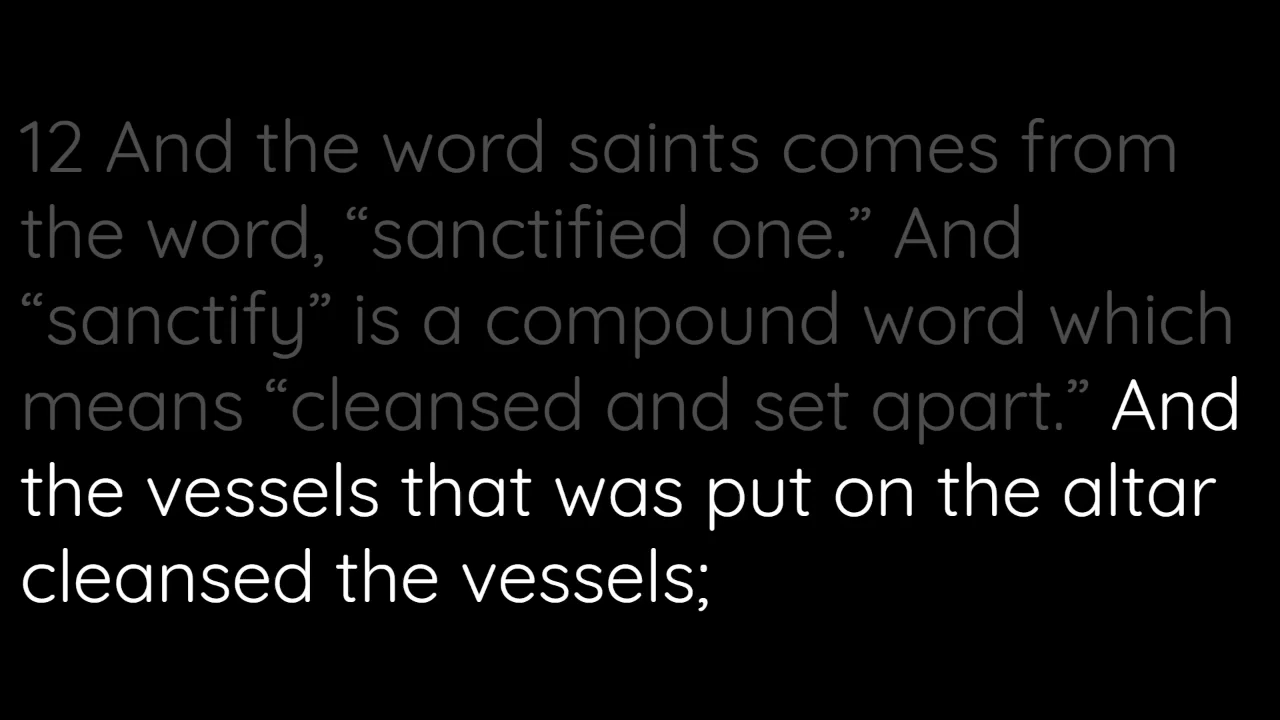 12 And the word saints comes from
the word, “sanctified one.” And
“sanctify” is a compound word which
means “cleansed and set apart.” And
the vessels that was put on the altar
cleansed the vessels;